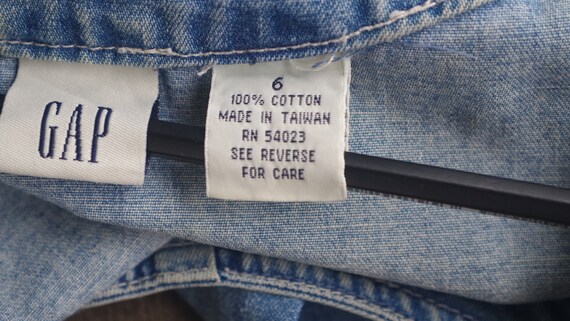 GAP
6
100% COTTON
MADE IN TAIWAN
RN 54023
SEE REVERSE
FOR CARE